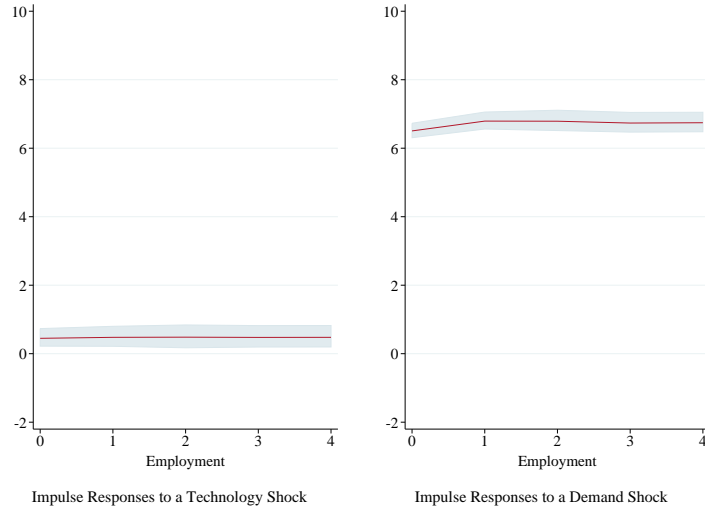 10
8
6
4
2
0
-2
0 1 2 3 4
Employment
Impulse Responses to a Technology Shock
10
8
6
4
2
0
-2
0 1 2 3 4
Employment
Impulse Responses to a Demand Shock